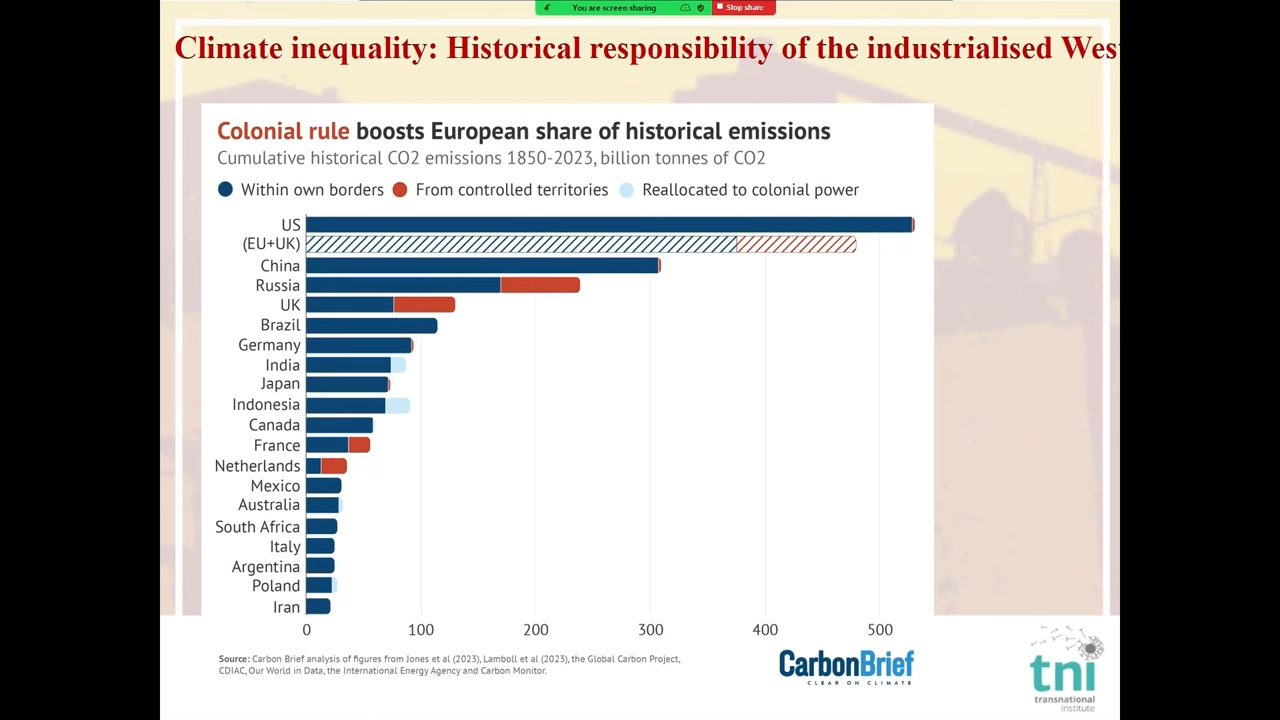 You are screen sharing
Stop share
Climate inequality: Historical responsibility of the industrialised Wes
Colonial rule boosts European share of historical emissions
Cumulative historical CO2 emissions 1850-2023, billion tonnes of CO2
Within own borders From controlled territories Reallocated to colonial power
US
(EU+UK)
China
Russia
UK
Brazil
Germany
India
Japan
Indonesia
Canada
France
Netherlands
Mexico
Australia
South Africa
Italy
Argentina
Poland
Iran
0 100 200 300 400 500
Source: Carbon Brief analysis of figures from Jones et al (2023), Lamboll et al (2023), the Global Carbon Project,
CDIAC, Our World in Data, the International Energy Agency and Carbon Monitor.
CarbonBrief
CLEAR ON CLIMATE
tni
transnational
institute